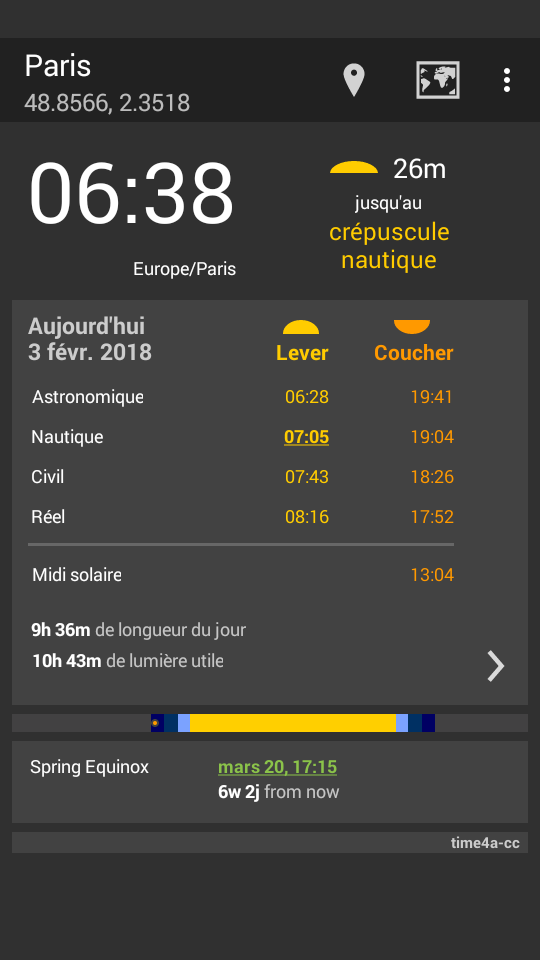 Paris
48.8566, 2.3518
06:38
Europe/Paris
26m
jusqu'au
crépuscule
nautique
Aujourd'hui
3 févr. 2018
Lever
Coucher
Astronomique 06:28 19:41
Nautique 07:05 19:04
Civil 07:43 18:26
Réel 08:16 17:52
Midi solaire 13:04
9h 36m de longueur du jour
10h 43m de lumière utile
Spring Equinox mars 20, 17:15
6w 2j from now
time4a-cc